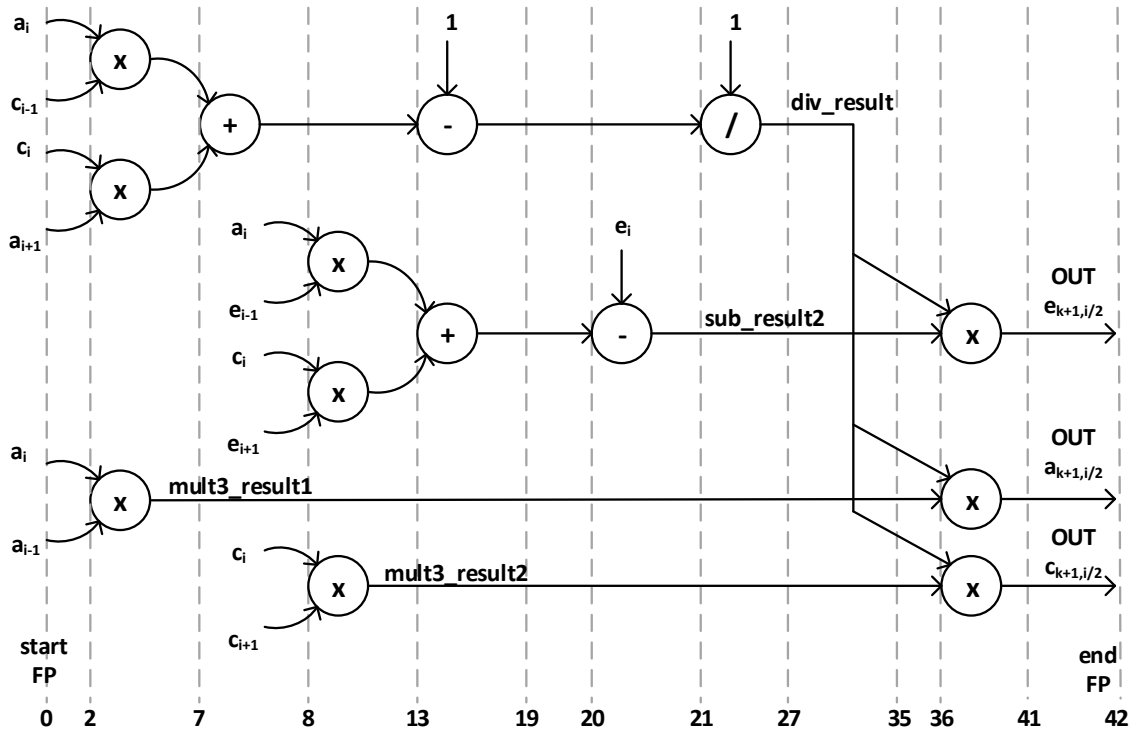 aᵢ
x
cᵢ₋₁
cᵢ
x
aᵢ₊₁
+
1
-
1
/
div_result
aᵢ
x
eᵢ₋₁
cᵢ
x
eᵢ₊₁
+
eᵢ
-
sub_result2
x
OUT
eₖ₊₁,ᵢ/₂
aᵢ
x
aᵢ₋₁
mult3_result1
x
OUT
aₖ₊₁,ᵢ/₂
cᵢ
x
cᵢ₊₁
mult3_result2
x
OUT
cₖ₊₁,ᵢ/₂
start
FP
end
FP
0 2 7 8 13 19 20 21 27 35 36 41 42